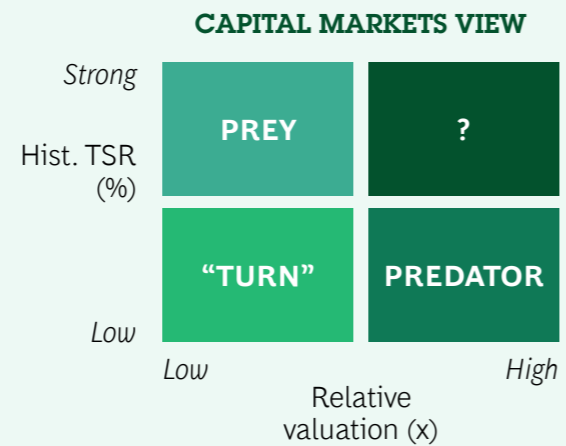 CAPITAL MARKETS VIEW
Strong
Hist. TSR
(%)
Low
PREY
?
“TURN”
PREDATOR
Low
High
Relative
valuation (x)